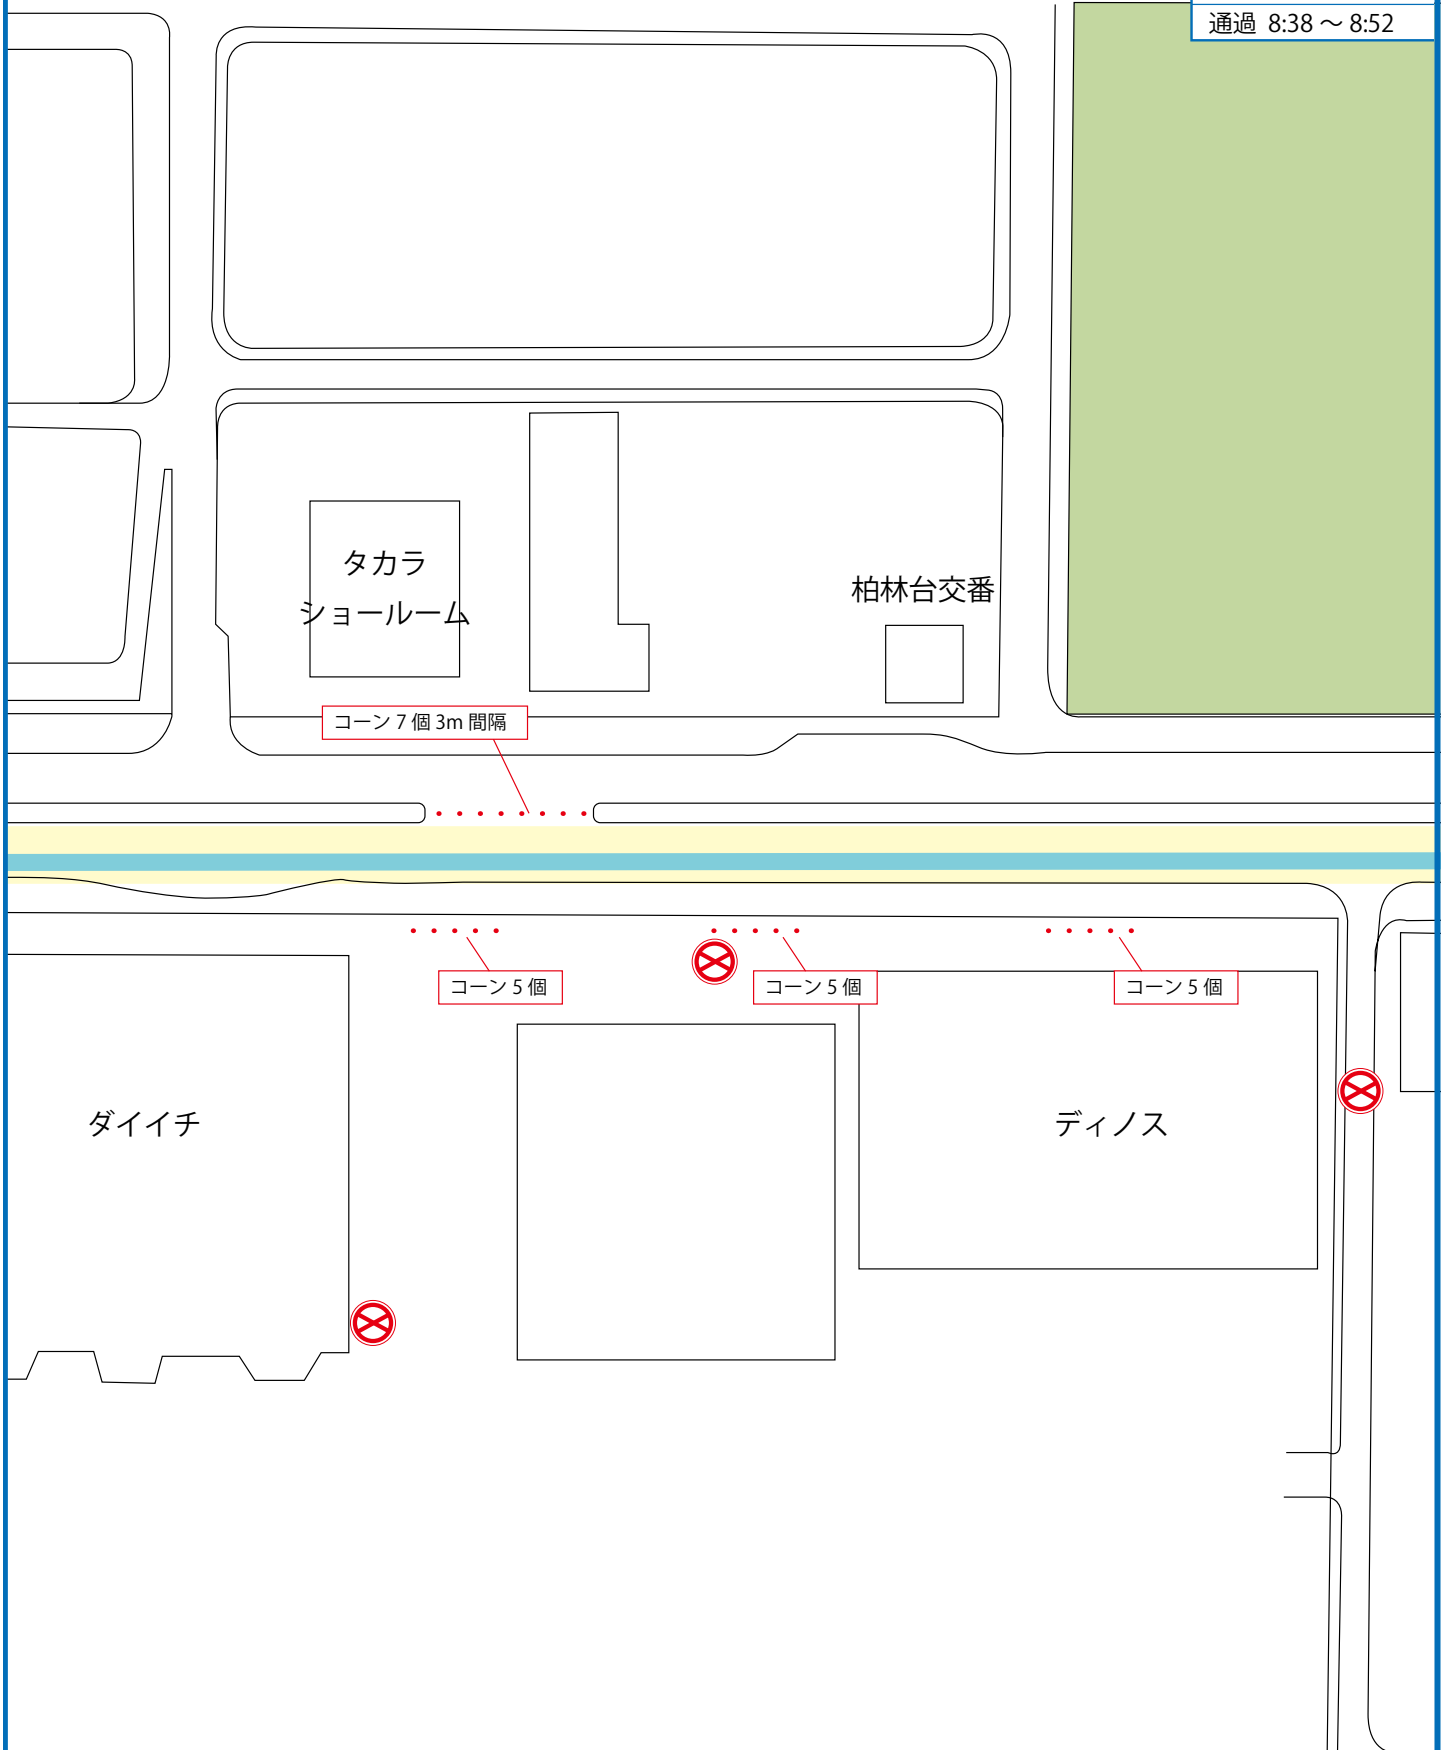 通過 8:38 ～ 8:52
タカラ
ショールーム
柏林台交番
コーン 7 個 3m 間隔
コーン 5 個
コーン 5 個
コーン 5 個
ダイイチ
ディノス